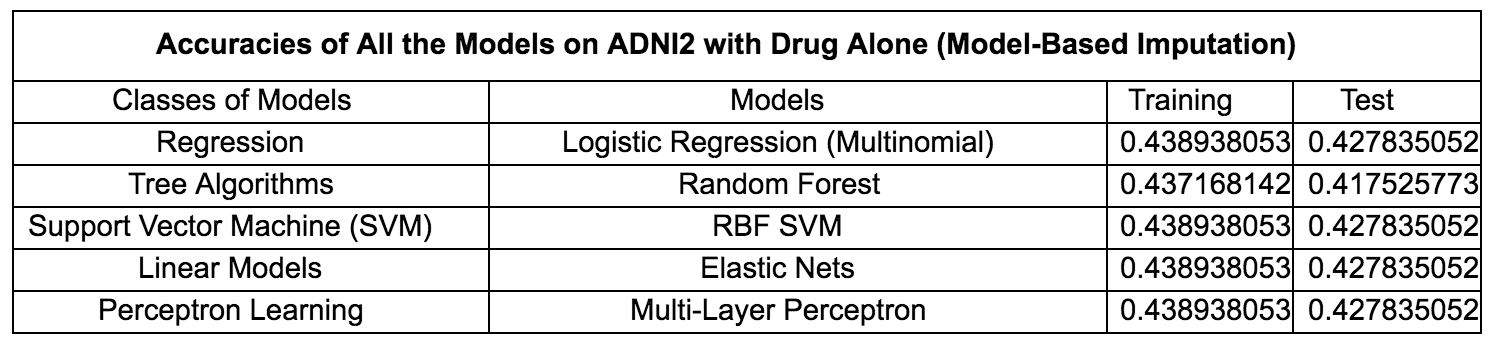 Accuracies of All the Models on ADNI2 with Drug Alone (Model-Based Imputation)
Classes of Models Models Training Test
Regression Logistic Regression (Multinomial) 0.438938053 0.427835052
Tree Algorithms Random Forest 0.437168142 0.417525773
Support Vector Machine (SVM) RBF SVM 0.438938053 0.427835052
Linear Models Elastic Nets 0.438938053 0.427835052
Perceptron Learning Multi-Layer Perceptron 0.438938053 0.427835052